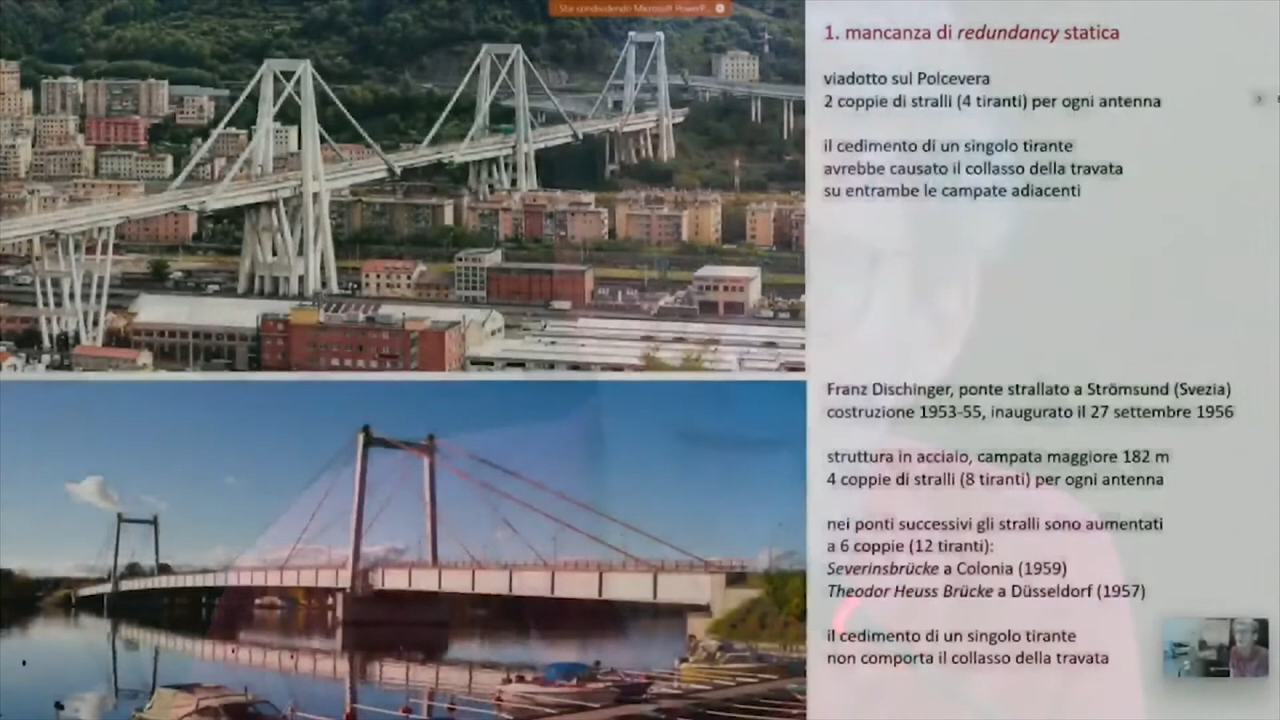 Stai condividendo Microsoft PowerP...
1. mancanza di redundancy statica
viadotto sul Polcevera
2 coppie di stralli (4 tiranti) per ogni antenna
il cedimento di un singolo tirante
avrebbe causato il collasso della travata
su entrambe le campate adiacenti
Franz Dischinger, ponte strallato a Strömsund (Svezia)
costruzione 1953-55, inaugurato il 27 settembre 1956
struttura in acciaio, campata maggiore 182 m
4 coppie di stralli (8 tiranti) per ogni antenna
nei ponti successivi gli stralli sono aumentati
a 6 coppie (12 tiranti):
Severinsbrücke a Colonia (1959)
Theodor Heuss Brücke a Düsseldorf (1957)
il cedimento di un singolo tirante
non comporta il collasso della travata